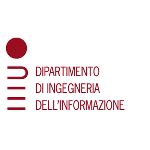 DIPARTIMENTO
DI INGEGNERIA
DELL'INFORMAZIONE